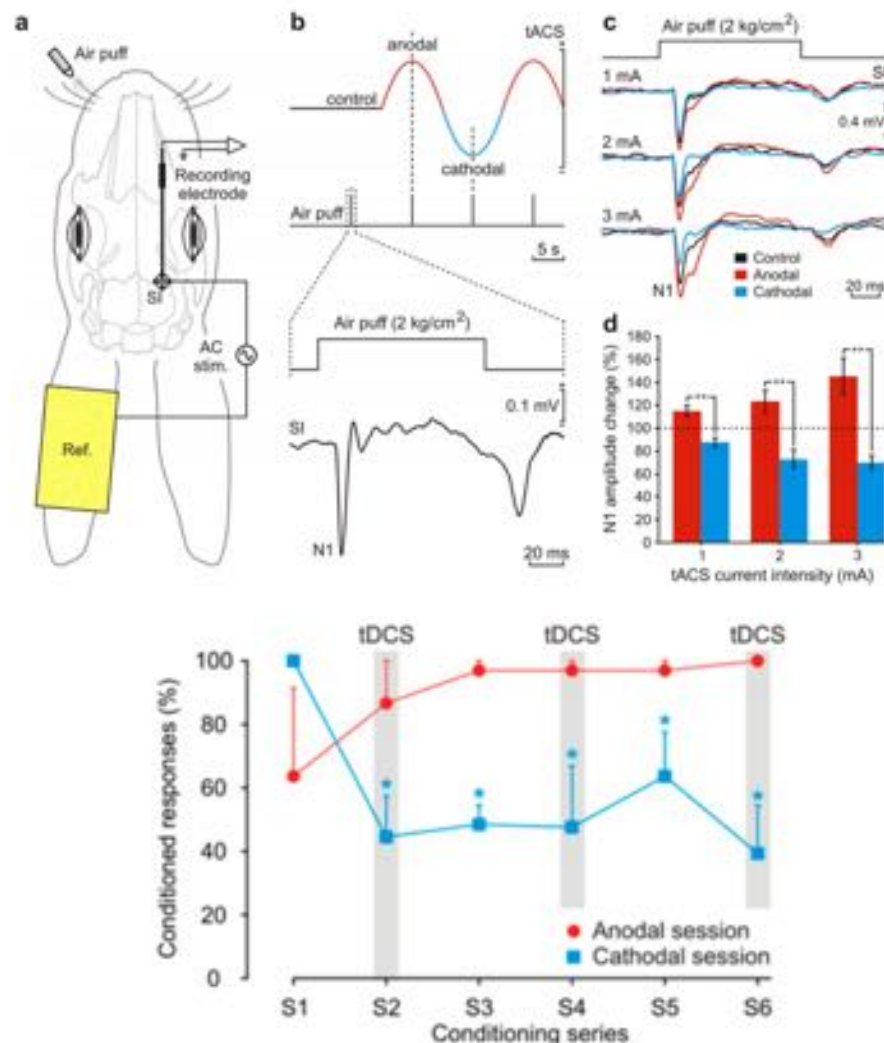 a
Air puff
Recording
electrode
SI
AC
stim.
Ref.
b
tACS
anodal
control
cathodal
Air puff
5 s
Air puff (2 kg/cm²)
0.1 mV
SI
N1
20 ms
c
Air puff (2 kg/cm²)
1 mA
0.4 mV
2 mA
3 mA
Control
Anodal
Cathodal
N1
20 ms
d
N1 amplitude change (%)
180
160
140
120
100
80
60
40
20
0
***
***
***
1 2 3
tACS current intensity (mA)
tDCS tDCS tDCS
Conditioned responses (%)
100
80
60
40
20
0
* * * * *
Anodal session
Cathodal session
S1 S2 S3 S4 S5 S6
Conditioning series